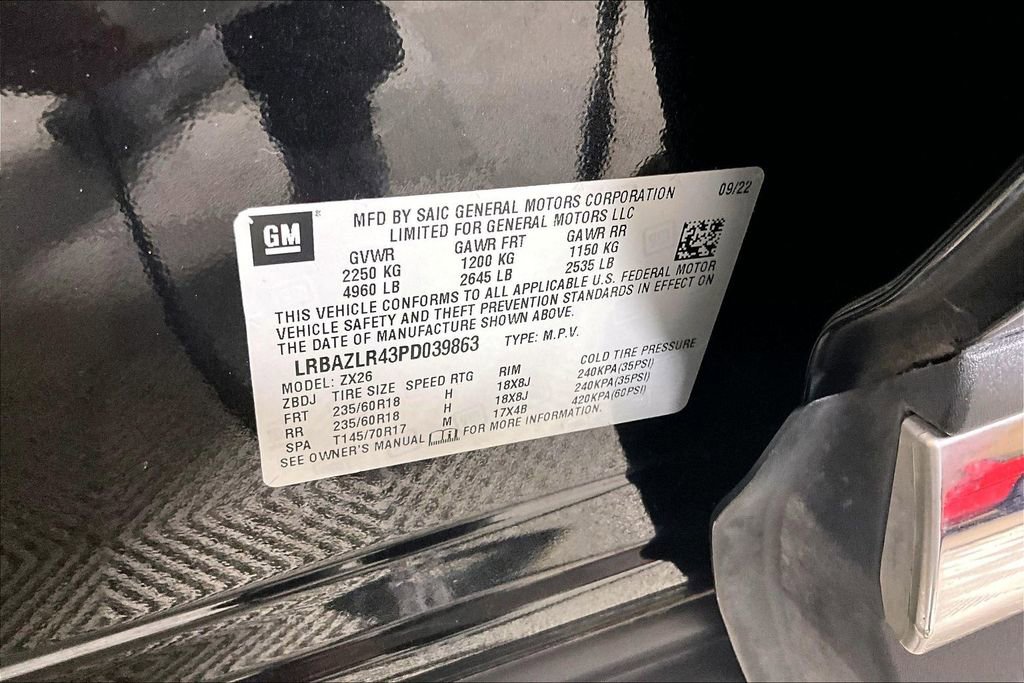 GM
09/22
MFD BY SAIC GENERAL MOTORS CORPORATION
LIMITED FOR GENERAL MOTORS LLC
GVWR GAWR FRT GAWR RR
2250 KG 1200 KG 1150 KG
4960 LB 2645 LB 2535 LB
THIS VEHICLE CONFORMS TO ALL APPLICABLE U.S. FEDERAL MOTOR
VEHICLE SAFETY AND THEFT PREVENTION STANDARDS IN EFFECT ON
THE DATE OF MANUFACTURE SHOWN ABOVE.
LRBAZLR43PD039863 TYPE: M.P.V.
MODEL: ZX26
ZBDJ TIRE SIZE SPEED RTG RIM COLD TIRE PRESSURE
FRT 235/60R18 H 18X8J 240KPA(35PSI)
RR 235/60R18 H 18X8J 240KPA(35PSI)
SPA T145/70R17 M 17X4B 420KPA(60PSI)
SEE OWNER'S MANUAL FOR MORE INFORMATION.